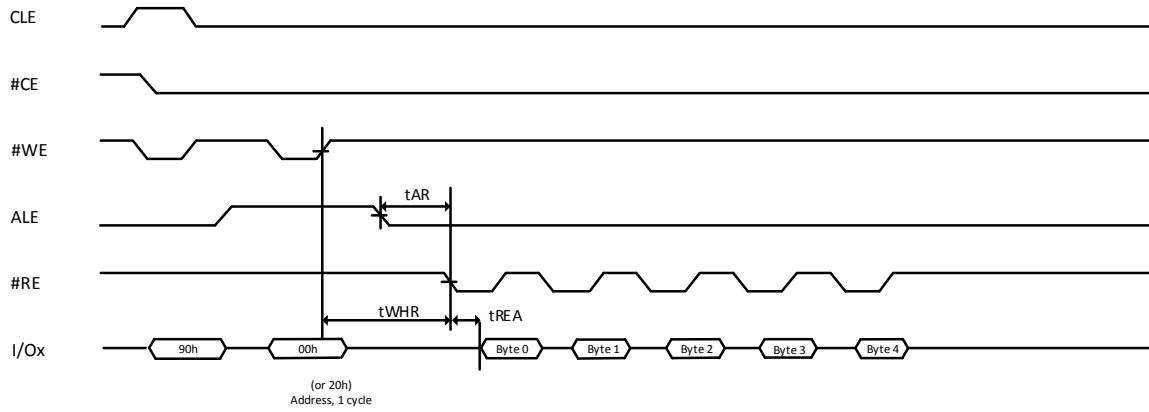 CLE
#CE
#WE
tAR
ALE
#RE
tWHR tREA
I/Ox 90h 00h Byte 0 Byte 1 Byte 2 Byte 3 Byte 4
(or 20h)
Address, 1 cycle